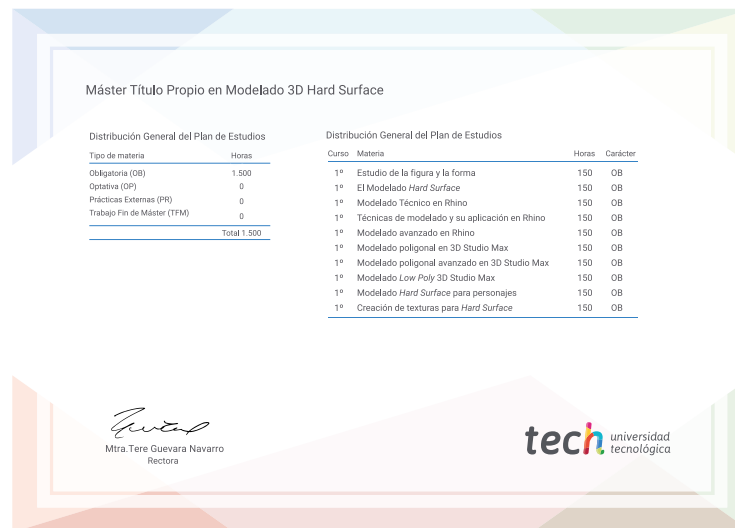 Máster Título Propio en Modelado 3D Hard Surface
Distribución General del Plan de Estudios
Tipo de materia Horas
Obligatoria (OB) 1.500
Optativa (OP) 0
Prácticas Externas (PR) 0
Trabajo Fin de Máster (TFM) 0
Total 1.500
Distribución General del Plan de Estudios
Curso Materia Horas Carácter
1º Estudio de la figura y la forma 150 OB
1º El Modelado Hard Surface 150 OB
1º Modelado Técnico en Rhino 150 OB
1º Técnicas de modelado y su aplicación en Rhino 150 OB
1º Modelado avanzado en Rhino 150 OB
1º Modelado poligonal en 3D Studio Max 150 OB
1º Modelado poligonal avanzado en 3D Studio Max 150 OB
1º Modelado Low Poly 3D Studio Max 150 OB
1º Modelado Hard Surface para personajes 150 OB
1º Creación de texturas para Hard Surface 150 OB
Mtra.Tere Guevara Navarro
Rectora
tech universidad
tecnológica